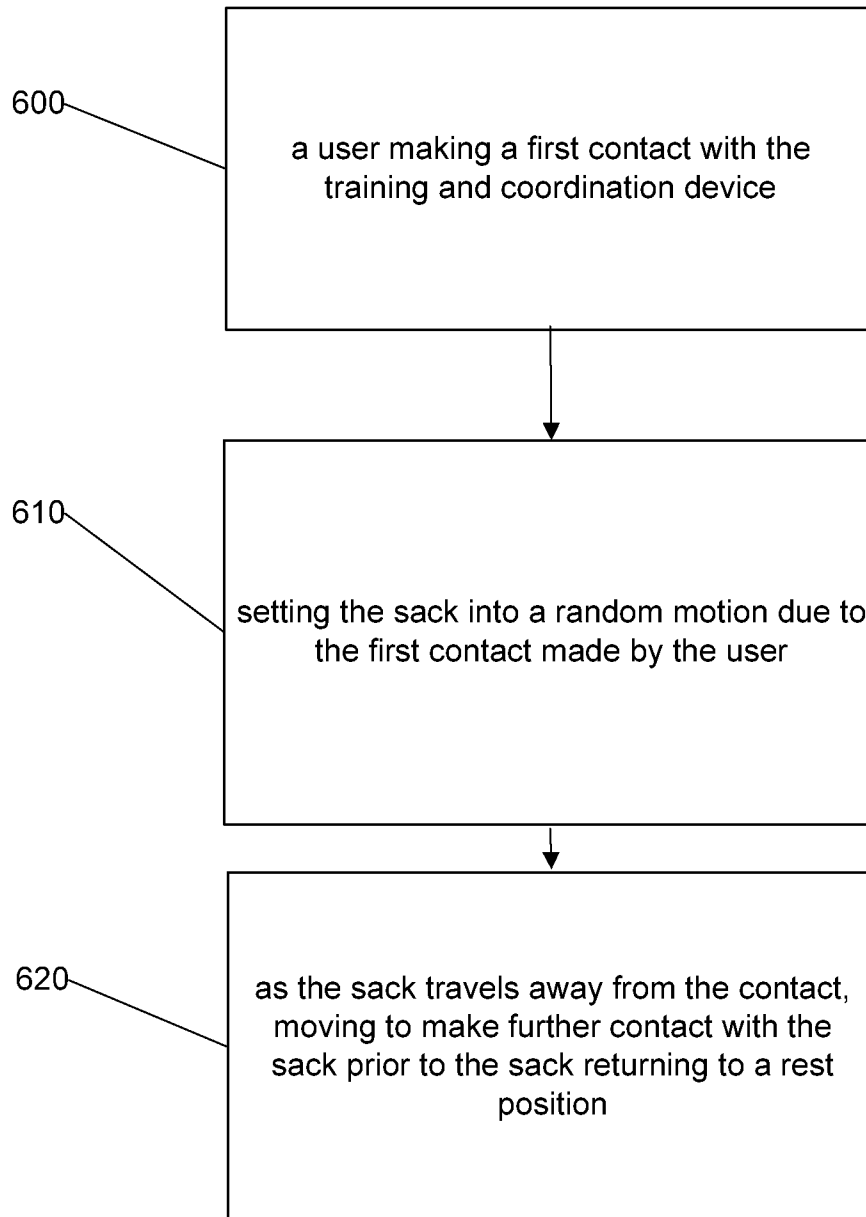 600
a user making a first contact with the
training and coordination device
610
setting the sack into a random motion due to
the first contact made by the user
620
as the sack travels away from the contact,
moving to make further contact with the
sack prior to the sack returning to a rest
position